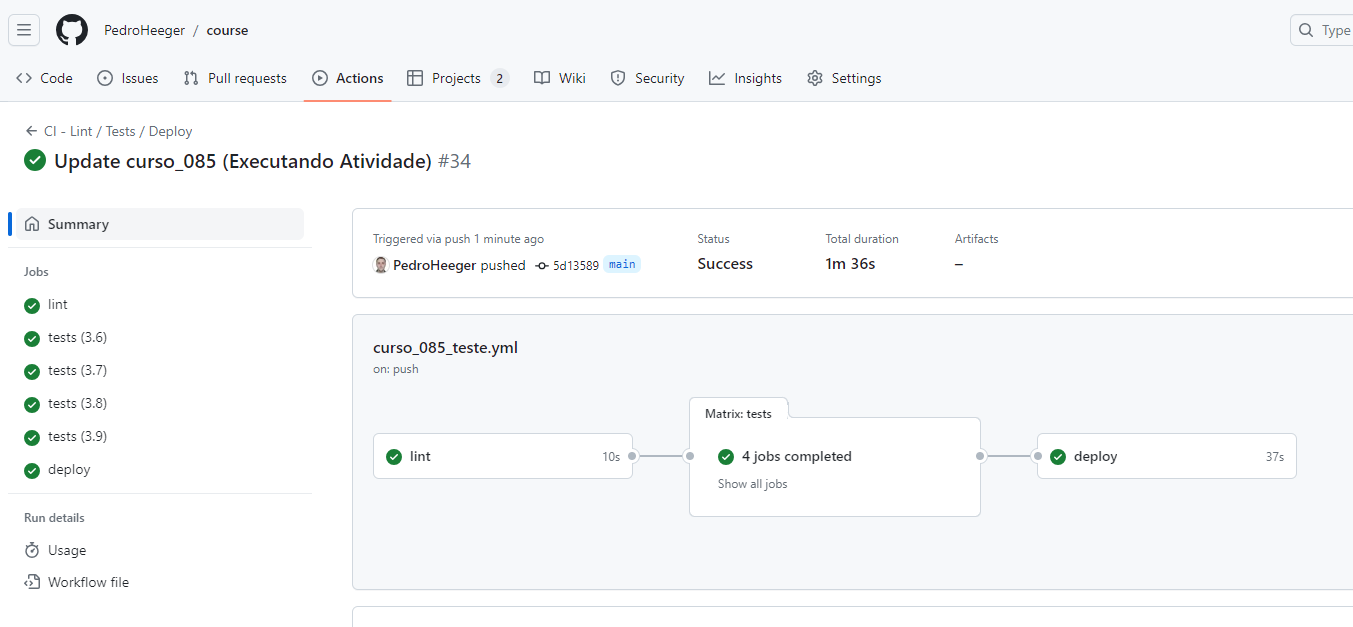 PedroHeeger / course
Type
Code Issues Pull requests Actions Projects 2 Wiki Security Insights Settings
CI - Lint / Tests / Deploy
Update curso_085 (Executando Atividade) #34
Summary
Jobs
lint
tests (3.6)
tests (3.7)
tests (3.8)
tests (3.9)
deploy
Run details
Usage
Workflow file
Triggered via push 1 minute ago
PedroHeeger pushed 5d13589 main
Status
Success
Total duration
1m 36s
Artifacts
–
curso_085_teste.yml
on: push
lint 10s
Matrix: tests
4 jobs completed
Show all jobs
deploy 37s